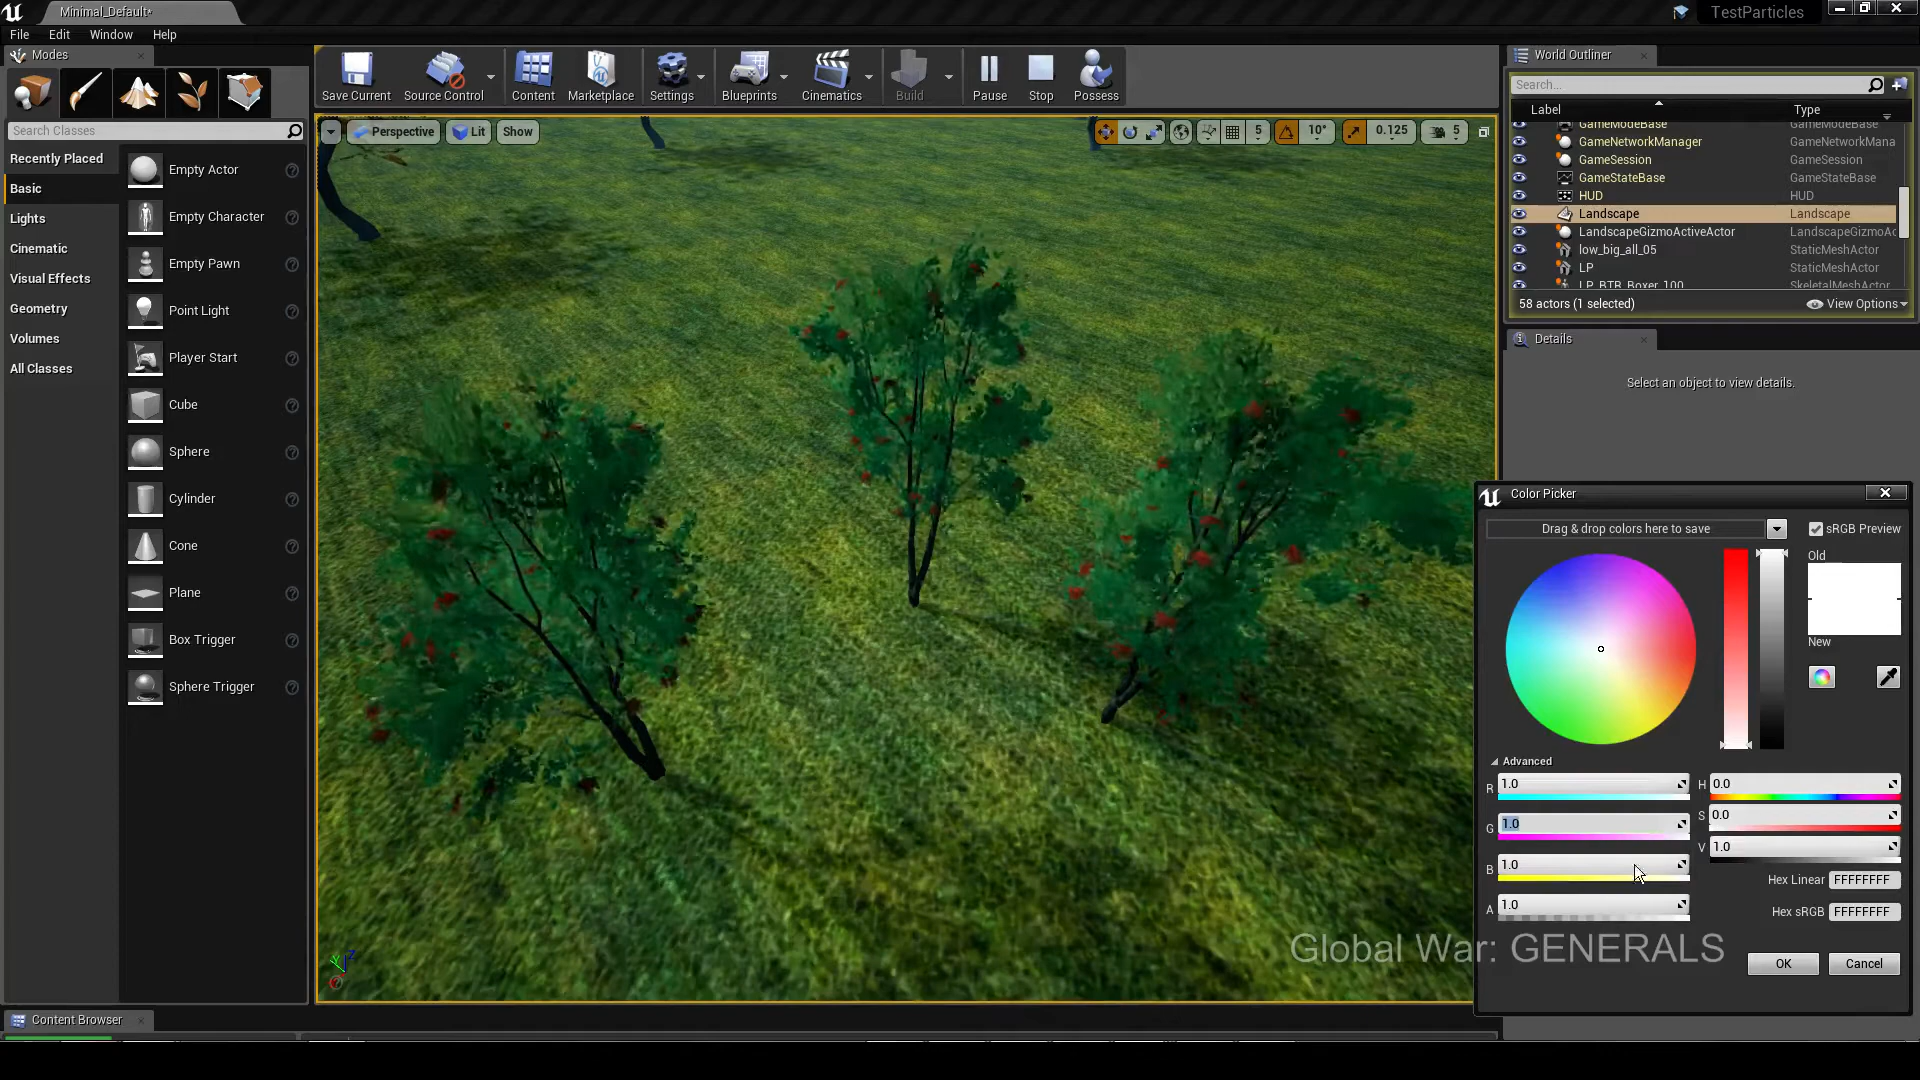 Minimal_Default*
TestParticles
File Edit Window Help
Modes
Save Current
Source Control
Content
Marketplace
Settings
Blueprints
Cinematics
Build
Pause
Stop
Possess
Search Classes
Recently Placed
Basic
Lights
Cinematic
Visual Effects
Geometry
Volumes
All Classes
Empty Actor
Empty Character
Empty Pawn
Point Light
Player Start
Cube
Sphere
Cylinder
Cone
Plane
Box Trigger
Sphere Trigger
Perspective
Lit
Show
5
10°
0.125
5
World Outliner
Search...
Label Type
GameModeBase GameModeBase
GameNetworkManager GameNetworkMana
GameSession GameSession
GameStateBase GameStateBase
HUD HUD
Landscape Landscape
LandscapeGizmoActiveActor LandscapeGizmoAc
low_big_all_05 StaticMeshActor
LP StaticMeshActor
LP_BTR_Boxer_100 SkeletalMeshActor
58 actors (1 selected)
View Options
Details
Select an object to view details.
Color Picker
Drag & drop colors here to save
sRGB Preview
Old
New
Advanced
R 1.0
G 1.0
B 1.0
A 1.0
H 0.0
S 0.0
V 1.0
Hex Linear FFFFFFFF
Hex sRGB FFFFFFFF
OK
Cancel
Global War: GENERALS
Y Z
Content Browser